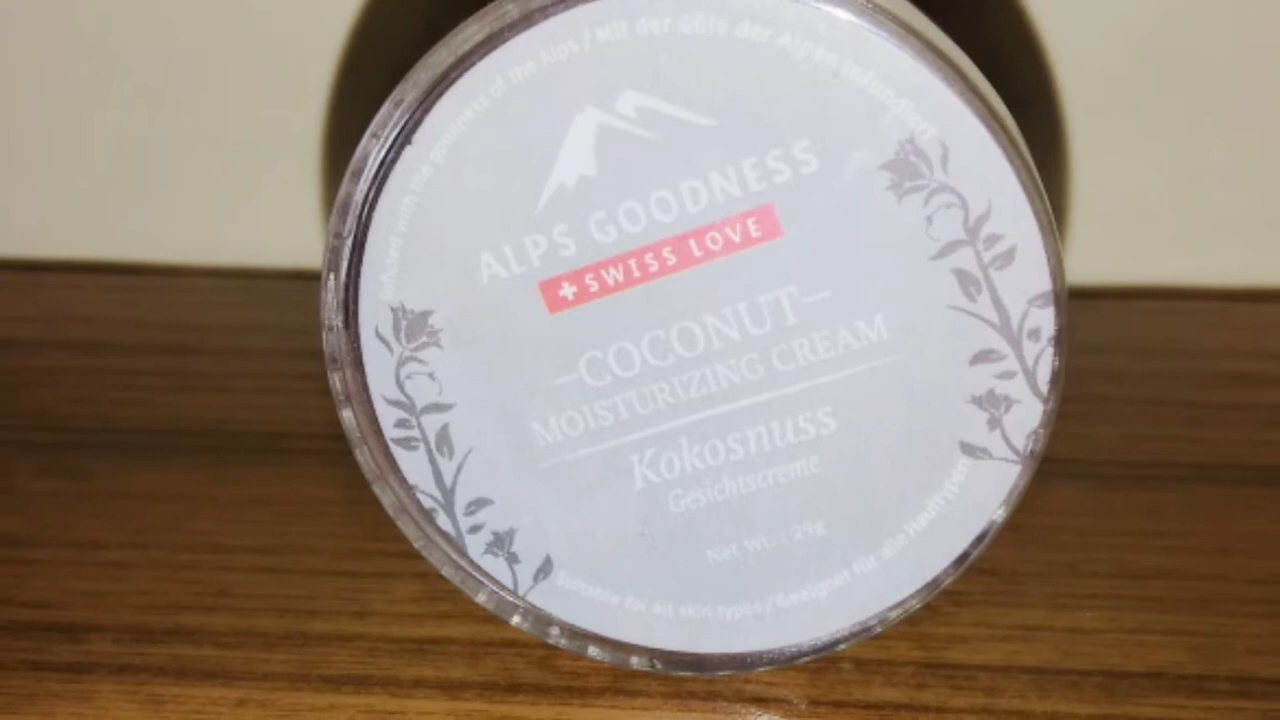 Infused with the goodness of the Alps / Mit der Güte der Alpen
ALPS GOODNESS
SWISS LOVE
–COCONUT–
MOISTURIZING CREAM
Kokosnuss
Gesichtscreme
Net Wt. : 29g
Suitable for all skin types / Geeignet für alle Hauttypen